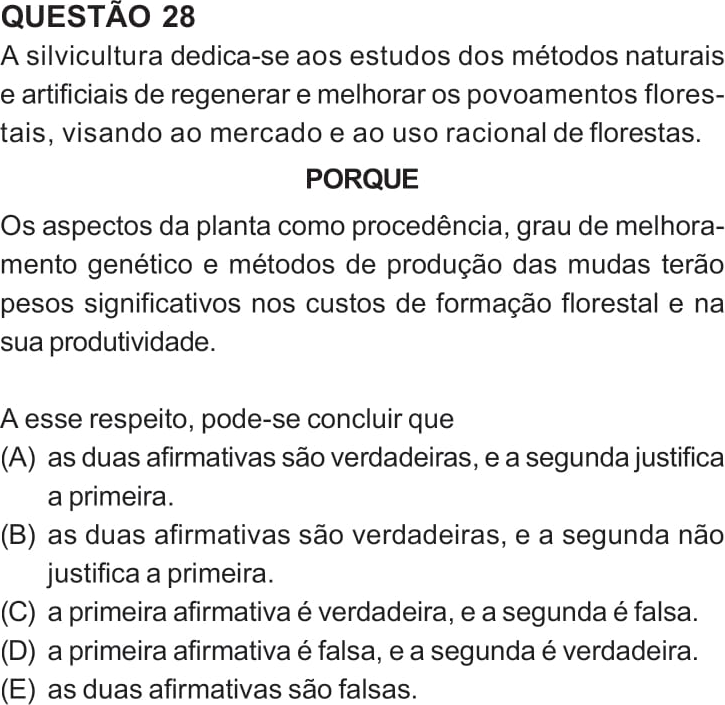 QUESTÃO 28
A silvicultura dedica-se aos estudos dos métodos naturais
e artificiais de regenerar e melhorar os povoamentos flores-
tais, visando ao mercado e ao uso racional de florestas.
PORQUE
Os aspectos da planta como procedência, grau de melhora-
mento genético e métodos de produção das mudas terão
pesos significativos nos custos de formação florestal e na
sua produtividade.
A esse respeito, pode-se concluir que
(A) as duas afirmativas são verdadeiras, e a segunda justifica
a primeira.
(B) as duas afirmativas são verdadeiras, e a segunda não
justifica a primeira.
(C) a primeira afirmativa é verdadeira, e a segunda é falsa.
(D) a primeira afirmativa é falsa, e a segunda é verdadeira.
(E) as duas afirmativas são falsas.